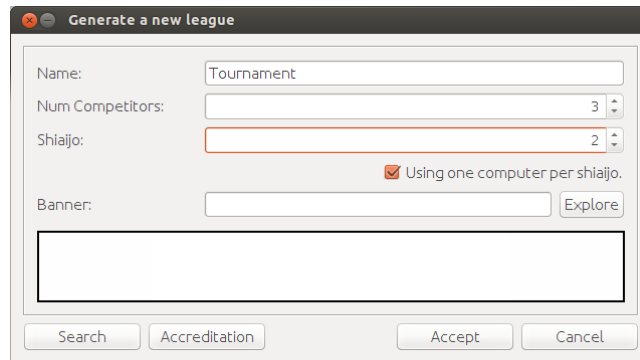 Generate a new league
Name: Tournament
Num Competitors: 3
Shiaijo: 2
Using one computer per shiaijo.
Banner: Explore
Search Accreditation Accept Cancel